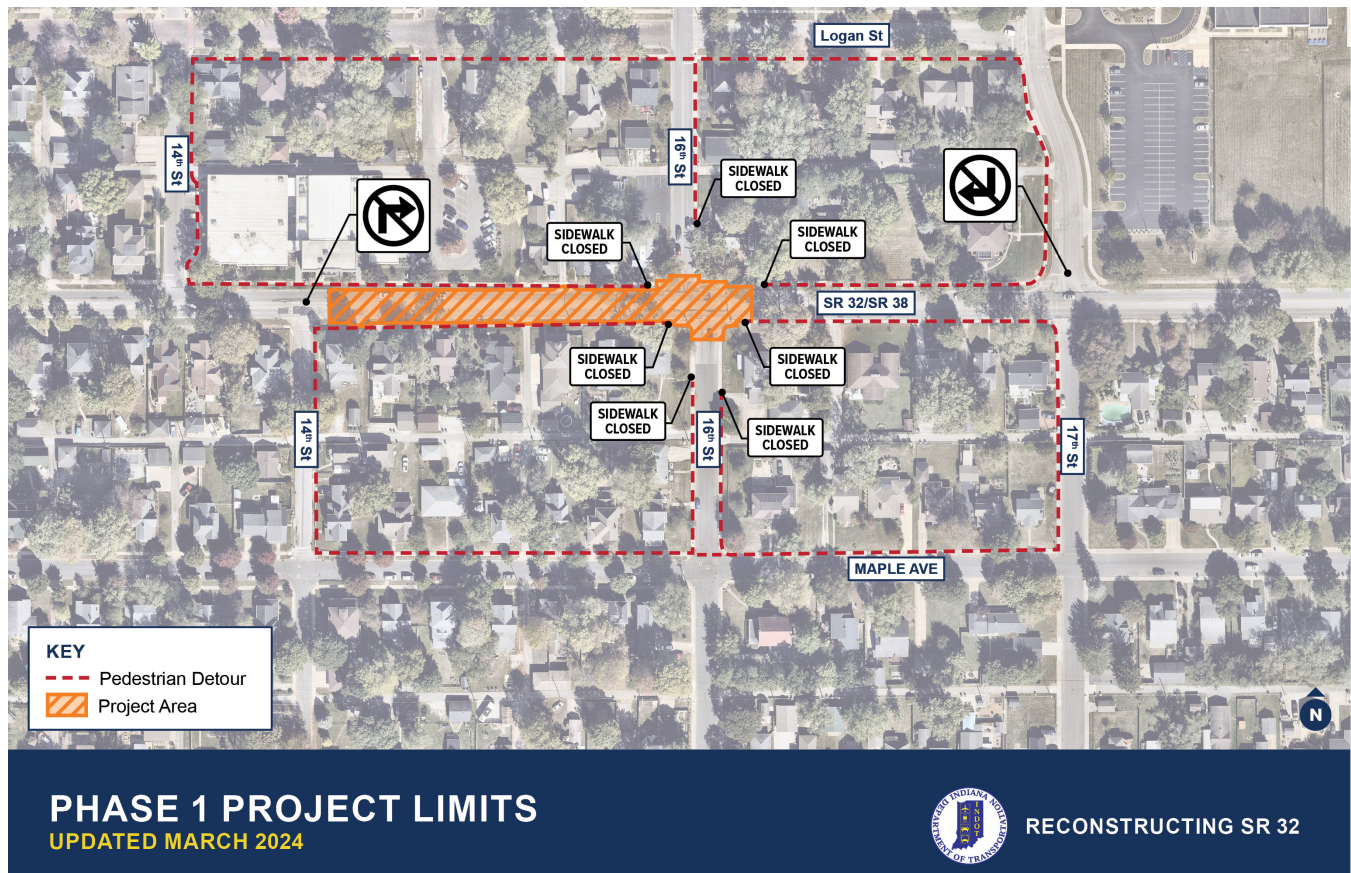 Logan St
14th St
16th St
SIDEWALK
CLOSED
SIDEWALK
CLOSED
SIDEWALK
CLOSED
SR 32/SR 38
SIDEWALK
CLOSED
SIDEWALK
CLOSED
SIDEWALK
CLOSED
SIDEWALK
CLOSED
14th St
16th St
17th St
MAPLE AVE
KEY
Pedestrian Detour
Project Area
N
PHASE 1 PROJECT LIMITS
UPDATED MARCH 2024
INDIANA DEPARTMENT OF TRANSPORTATION
INDOT
RECONSTRUCTING SR 32